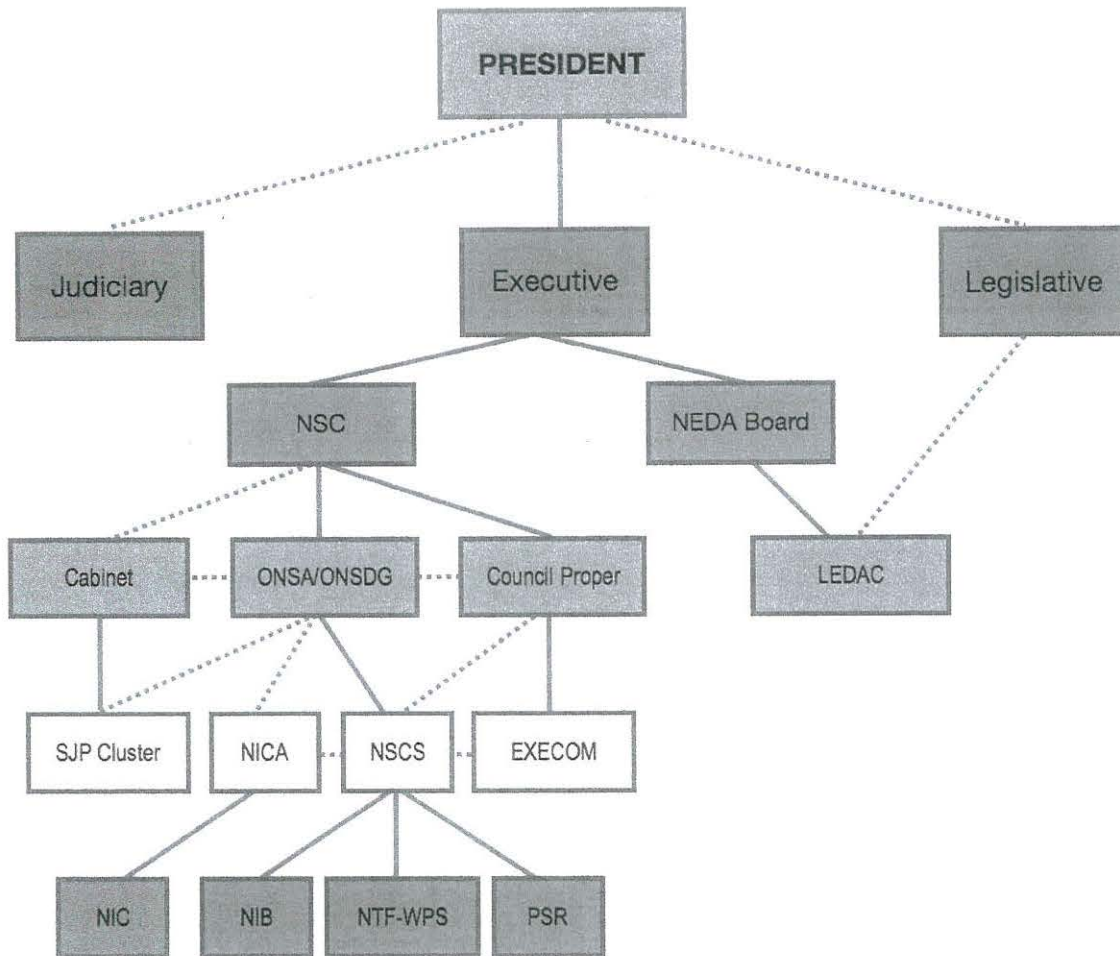 PRESIDENT
Judiciary
Executive
Legislative
NSC
NEDA Board
Cabinet
ONSA/ONSDG
Council Proper
LEDAC
SJP Cluster
NICA
NSCS
EXECOM
NIC
NIB
NTF-WPS
PSR